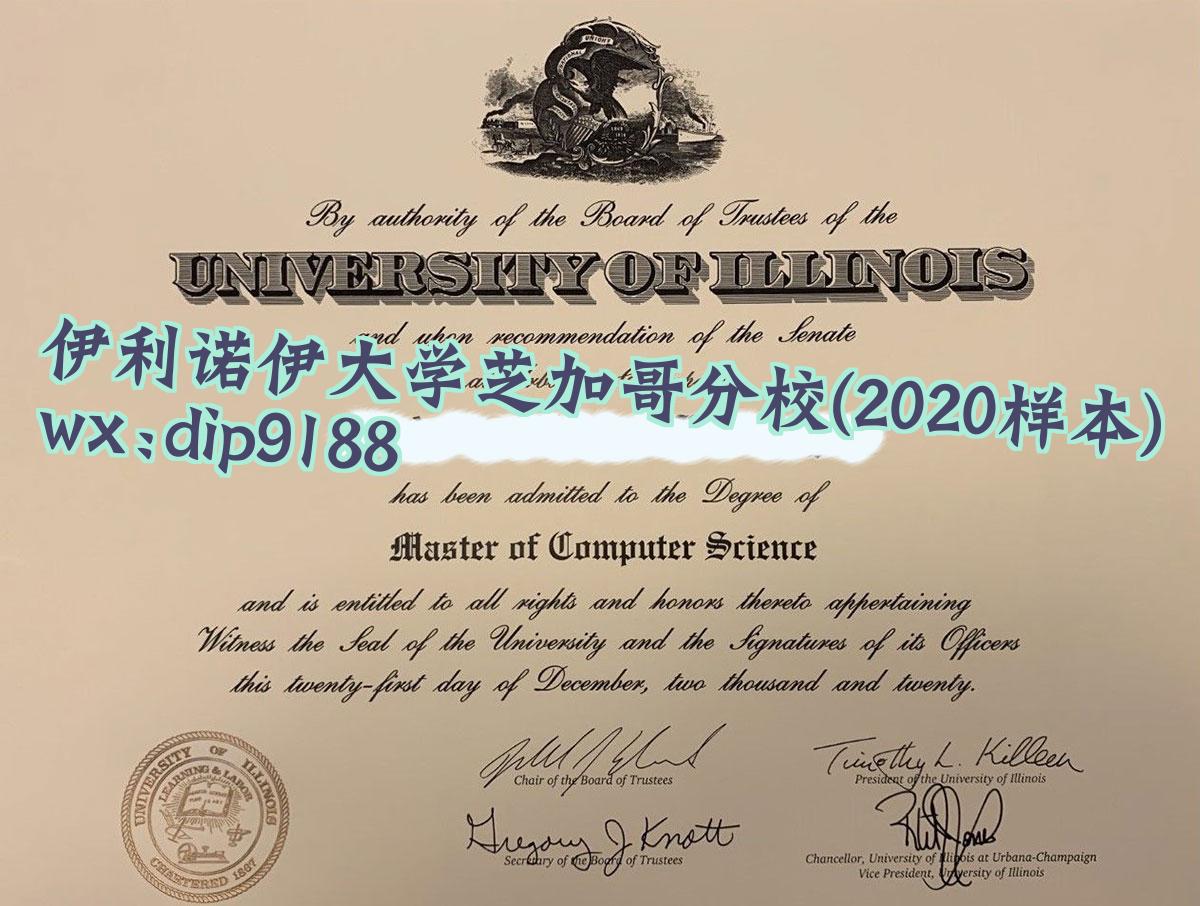 UNION
NATIONAL
By authority of the Board of Trustees of the
UNIVERSITY OF ILLINOIS
and upon recommendation of the Senate
伊利诺伊大学芝加哥分校(2020样本)
wx:dip9188
has been admitted to the Degree of
Master of Computer Science
and is entitled to all rights and honors thereto appertaining
Witness the Seal of the University and the Signatures of its Officers
this twenty-first day of December, two thousand and twenty.
Chair of the Board of Trustees
Timothy L. Killeen
President of the University of Illinois
Gregory J Knott
Secretary of the Board of Trustees
Chancellor, University of Illinois at Urbana-Champaign
Vice President, University of Illinois
UNIVERSITY OF ILLINOIS
LEARNING & LABOR
CHARTERED 1867